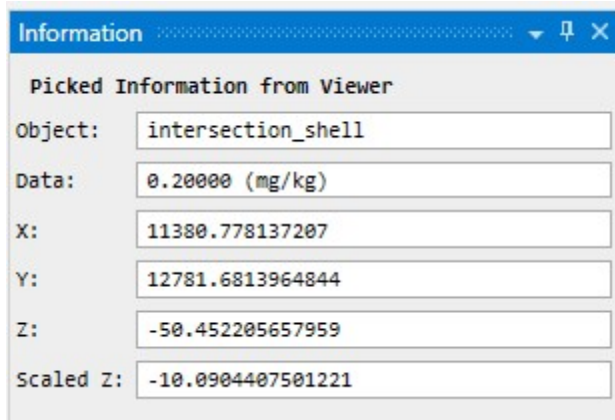 Information
Picked Information from Viewer
Object: intersection_shell
Data: 0.20000 (mg/kg)
X: 11380.778137207
Y: 12781.6813964844
Z: -50.452205657959
Scaled Z: -10.0904407501221